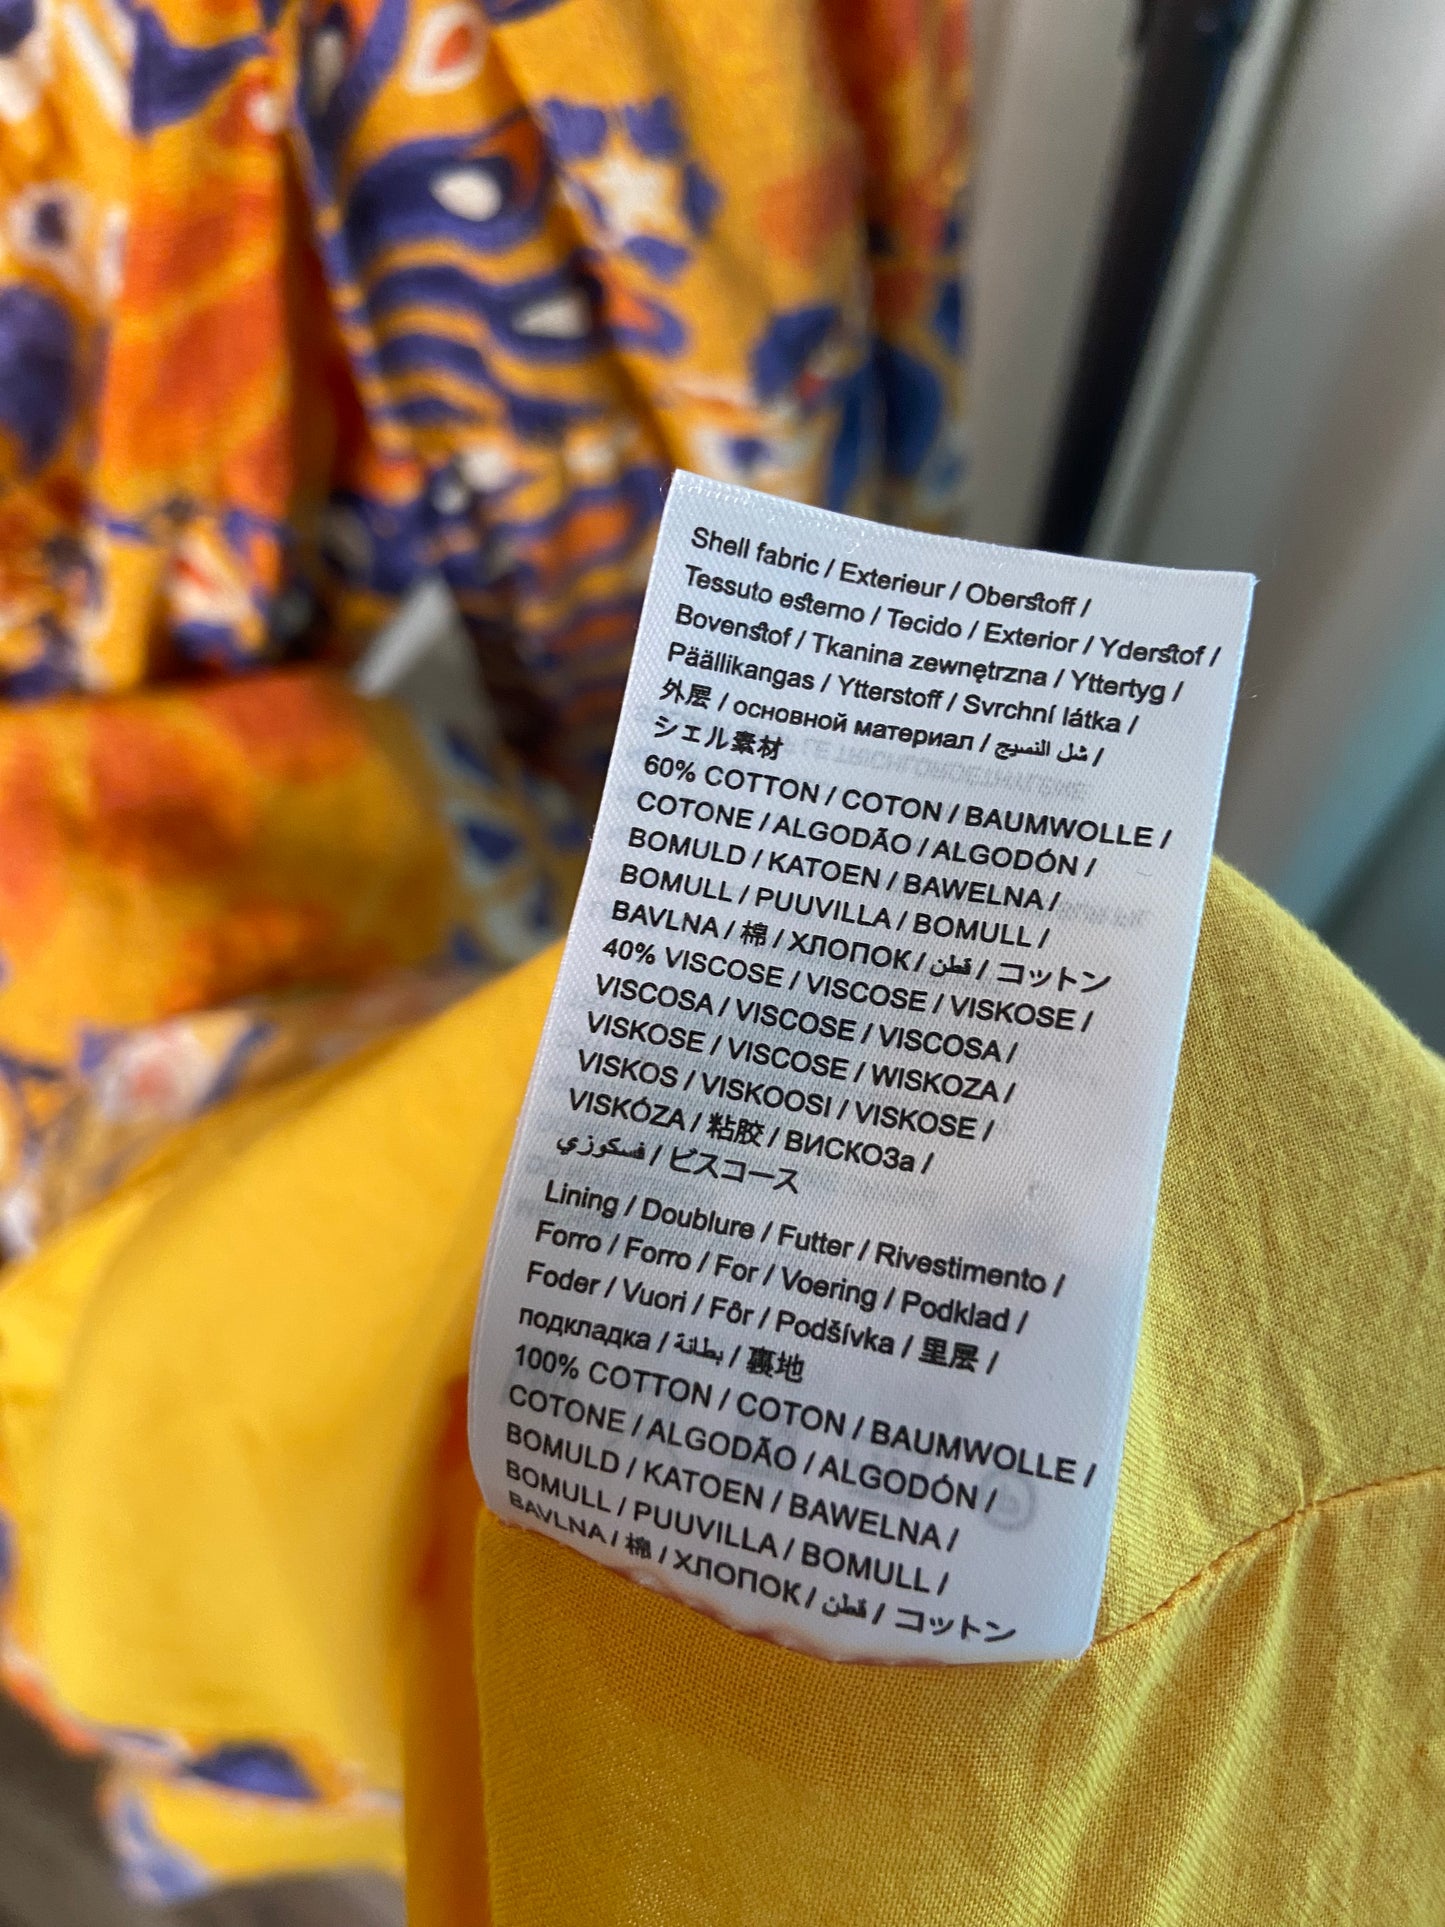 Shell fabric / Exterieur / Oberstoff /
Tessuto esterno / Tecido / Exterior / Yderstof /
Bovenstof / Tkanina zewnętrzna / Yttertyg /
Päällikangas / Ytterstoff / Svrchní látka /
外层 / основной материал / شل النسيج /
シェル素材
60% COTTON / COTON / BAUMWOLLE /
COTONE / ALGODÃO / ALGODÓN /
BOMULD / KATOEN / BAWELNA /
BOMULL / PUUVILLA / BOMULL /
BAVLNA / 棉 / ХЛОПОК / قطن / コットン
40% VISCOSE / VISCOSE / VISKOSE /
VISCOSA / VISCOSE / VISCOSA /
VISKOSE / VISCOSE / WISKOZA /
VISKOS / VISKOOSI / VISKOSE /
VISKÓZA / 粘胶 / ВИСКОЗа /
فسكوزي / ビスコース
Lining / Doublure / Futter / Rivestimento /
Forro / Forro / For / Voering / Podklad /
Foder / Vuori / Fôr / Podšívka / 里层 /
подкладка / بطانة / 裏地
100% COTTON / COTON / BAUMWOLLE /
COTONE / ALGODÃO / ALGODÓN /
BOMULD / KATOEN / BAWELNA /
BOMULL / PUUVILLA / BOMULL /
BAVLNA / 棉 / ХЛОПОК / قطن / コットン